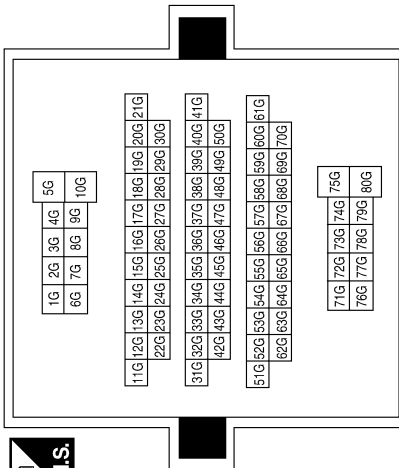 5G
1G 2G 3G 4G
10G
6G 7G 8G 9G
11G 12G 13G 14G 15G 16G 17G 18G 19G 20G 21G
22G 23G 24G 25G 26G 27G 28G 29G 30G
31G 32G 33G 34G 35G 36G 37G 38G 39G 40G 41G
42G 43G 44G 45G 46G 47G 48G 49G 50G
51G 52G 53G 54G 55G 56G 57G 58G 59G 60G 61G
62G 63G 64G 65G 66G 67G 68G 69G 70G
75G
71G 72G 73G 74G
80G
76G 77G 78G 79G
.S.